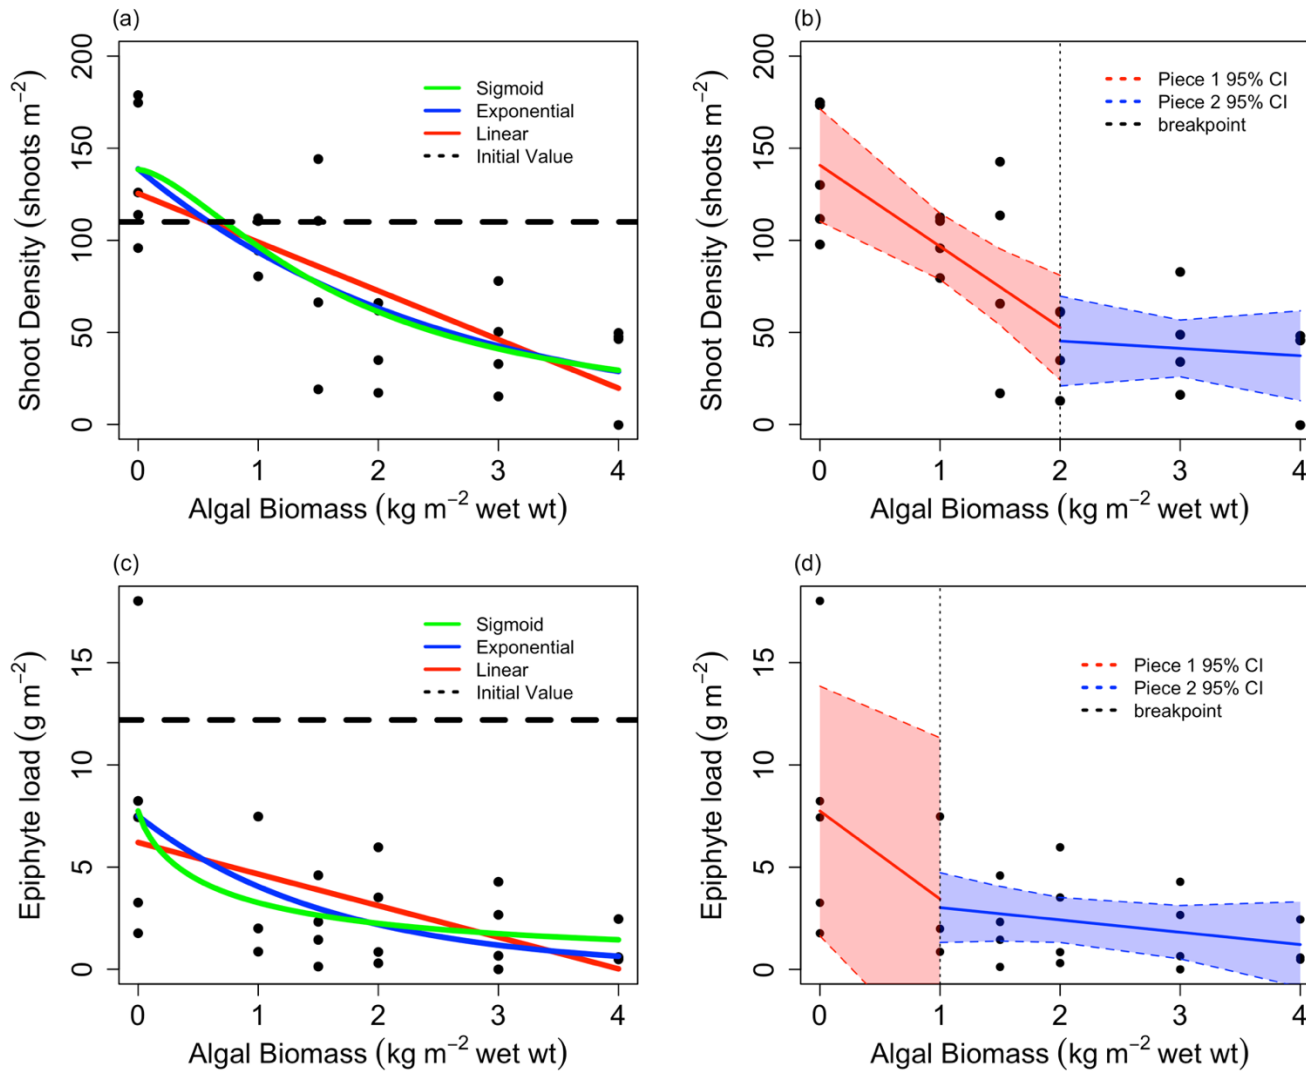 (a)
Shoot Density (shoots m⁻²)
200
150
100
50
0
Sigmoid
Exponential
Linear
Initial Value
0 1 2 3 4
Algal Biomass (kg m⁻² wet wt)
(b)
Shoot Density (shoots m⁻²)
200
150
100
50
0
Piece 1 95% CI
Piece 2 95% CI
breakpoint
0 1 2 3 4
Algal Biomass (kg m⁻² wet wt)
(c)
Epiphyte load (g m⁻²)
15
10
5
0
Sigmoid
Exponential
Linear
Initial Value
0 1 2 3 4
Algal Biomass (kg m⁻² wet wt)
(d)
Epiphyte load (g m⁻²)
15
10
5
0
Piece 1 95% CI
Piece 2 95% CI
breakpoint
0 1 2 3 4
Algal Biomass (kg m⁻² wet wt)